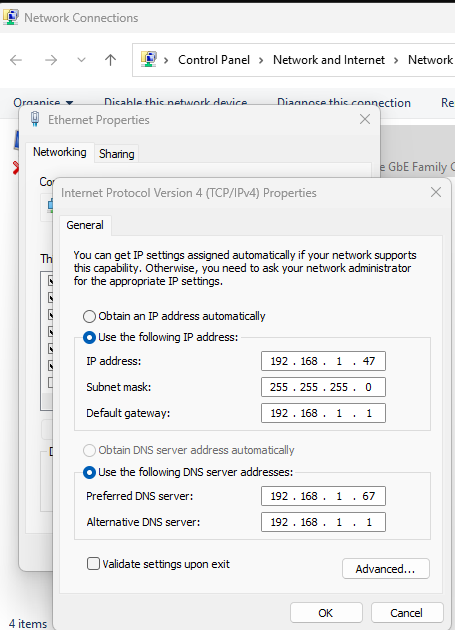 Network Connections
Control Panel > Network and Internet > Network
Organise Disable this network device Diagnose this connection Re
Ethernet Properties
Networking Sharing
e GbE Family C
Internet Protocol Version 4 (TCP/IPv4) Properties
General
You can get IP settings assigned automatically if your network supports
this capability. Otherwise, you need to ask your network administrator
for the appropriate IP settings.
Obtain an IP address automatically
Use the following IP address:
IP address: 192 . 168 . 1 . 47
Subnet mask: 255 . 255 . 255 . 0
Default gateway: 192 . 168 . 1 . 1
Obtain DNS server address automatically
Use the following DNS server addresses:
Preferred DNS server: 192 . 168 . 1 . 67
Alternative DNS server: 192 . 168 . 1 . 1
Validate settings upon exit
Advanced...
OK Cancel
4 items